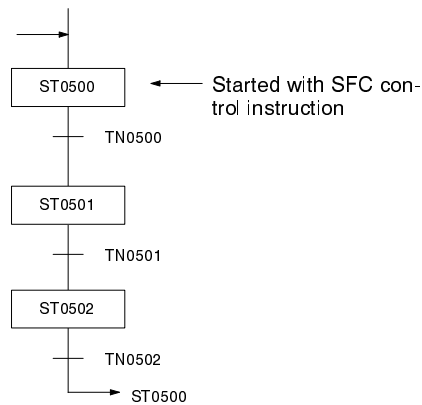 ST0500
Started with SFC con-
trol instruction
TN0500
ST0501
TN0501
ST0502
TN0502
ST0500